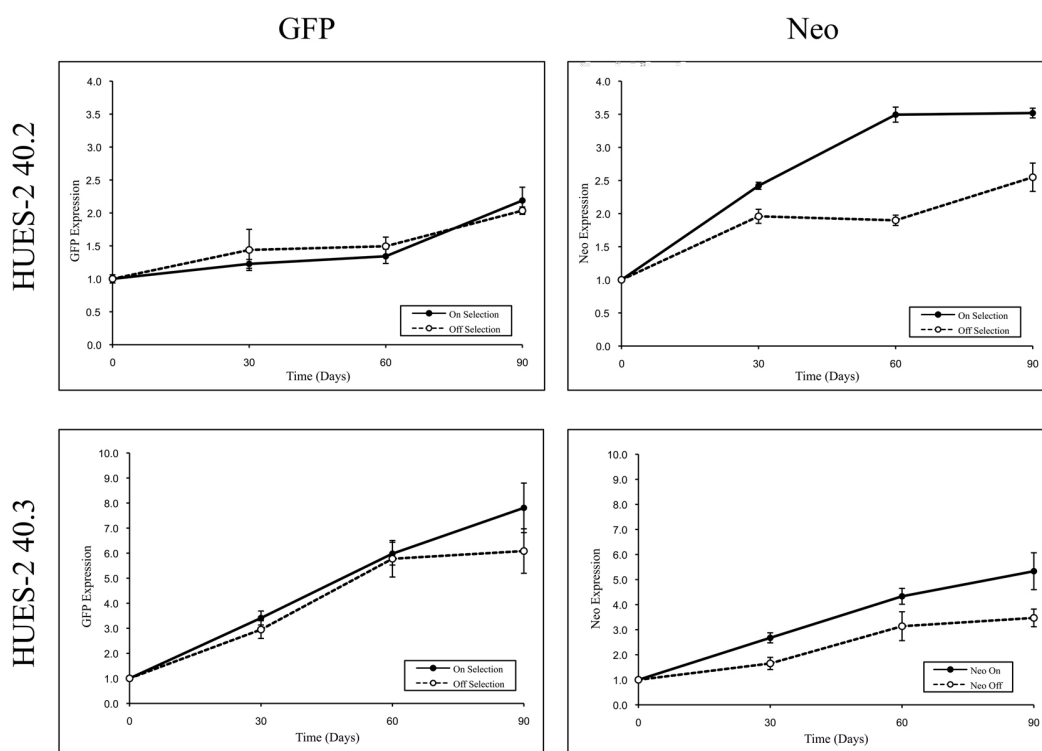 GFP
Neo
HUES-2 40.2
GFP Expression
4.0
3.5
3.0
2.5
2.0
1.5
1.0
0.5
0.0
0
30
60
90
Time (Days)
On Selection
Off Selection
Neo Expression
4.0
3.5
3.0
2.5
2.0
1.5
1.0
0.5
0.0
0
30
60
90
Time (Days)
On Selection
Off Selection
HUES-2 40.3
GFP Expression
10.0
9.0
8.0
7.0
6.0
5.0
4.0
3.0
2.0
1.0
0.0
0
30
60
90
Time (Days)
On Selection
Off Selection
Neo Expression
10.0
9.0
8.0
7.0
6.0
5.0
4.0
3.0
2.0
1.0
0.0
0
30
60
90
Time (Days)
Neo On
Neo Off